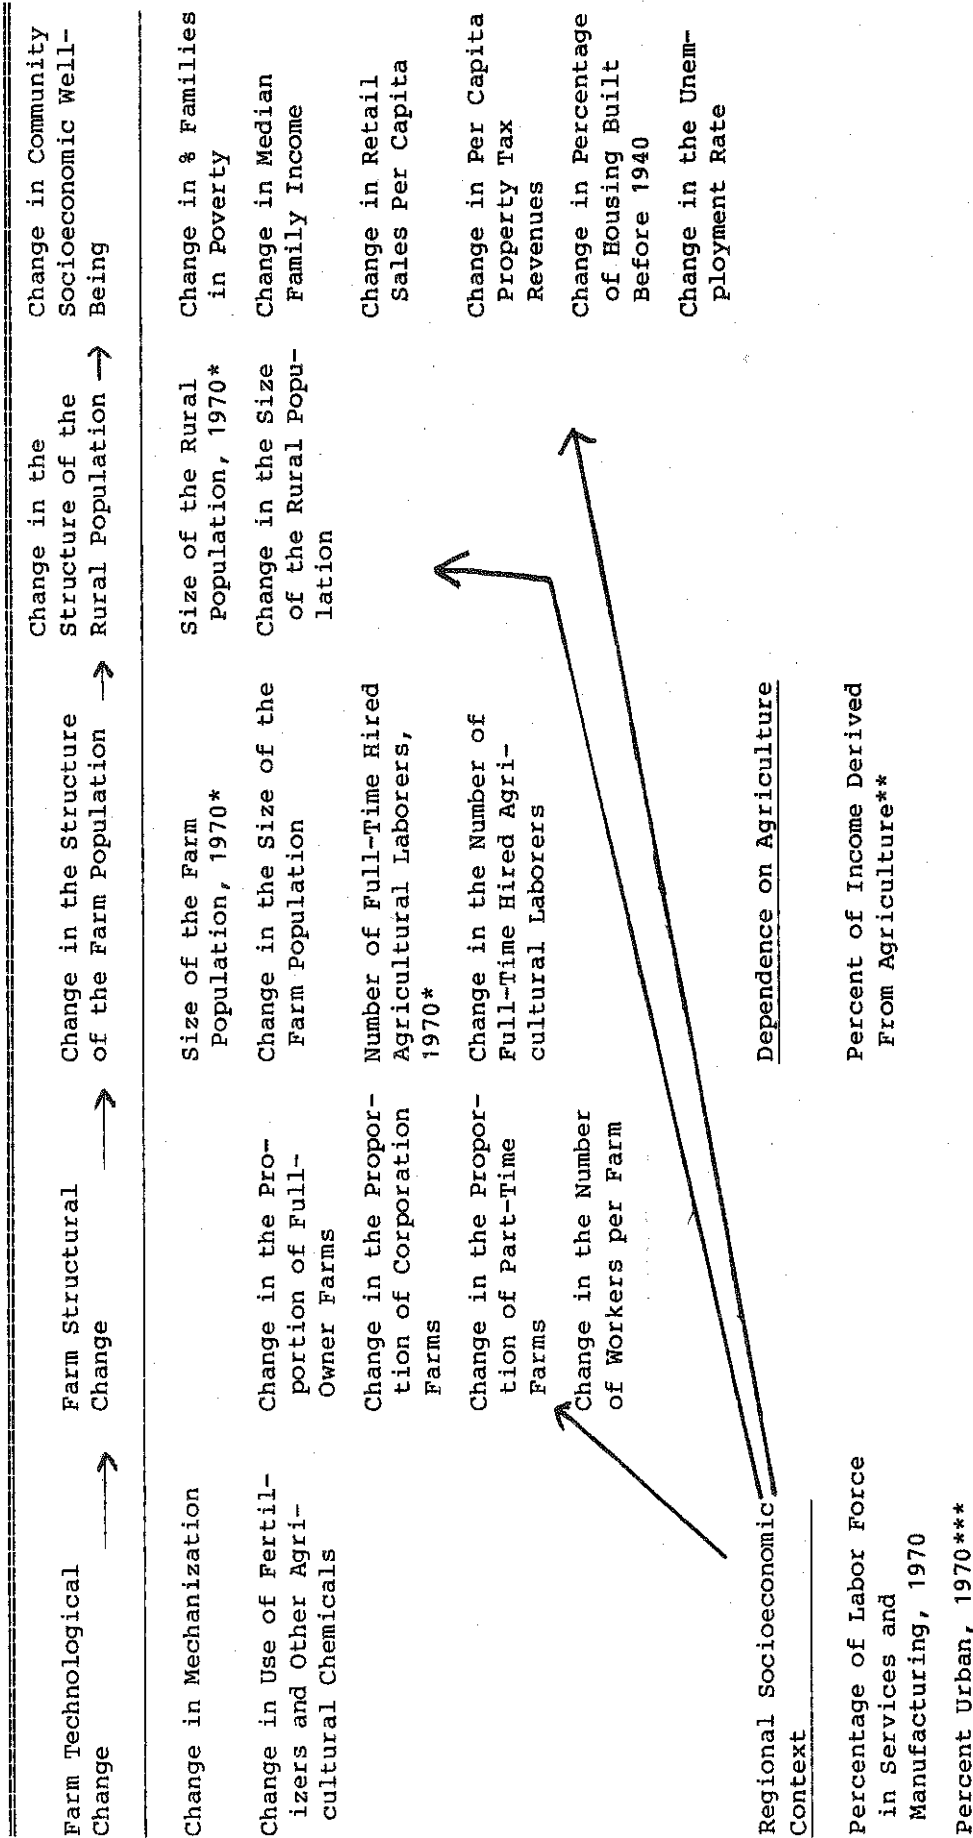 Farm Technological
Change
Farm Structural
Change
Change in the Structure
of the Farm Population
Change in the
Structure of the
Rural Population
Change in Community
Socioeconomic Well-
Being
Change in Mechanization
Change in Use of Fertil-
izers and Other Agri-
cultural Chemicals
Change in the Pro-
portion of Full-
Owner Farms
Change in the Propor-
tion of Corporation
Farms
Change in the Propor-
tion of Part-Time
Farms
Change in the Number
of Workers per Farm
Size of the Farm
Population, 1970*
Change in the Size of the
Farm Population
Number of Full-Time Hired
Agricultural Laborers,
1970*
Change in the Number of
Full-Time Hired Agri-
cultural Laborers
Size of the Rural
Population, 1970*
Change in the Size
of the Rural Popu-
lation
Change in % Families
in Poverty
Change in Median
Family Income
Change in Retail
Sales Per Capita
Change in Per Capita
Property Tax
Revenues
Change in Percentage
of Housing Built
Before 1940
Change in the Unem-
ployment Rate
Regional Socioeconomic
Context
Percentage of Labor Force
in Services and
Manufacturing, 1970
Percent Urban, 1970***
Dependence on Agriculture
Percent of Income Derived
From Agriculture**